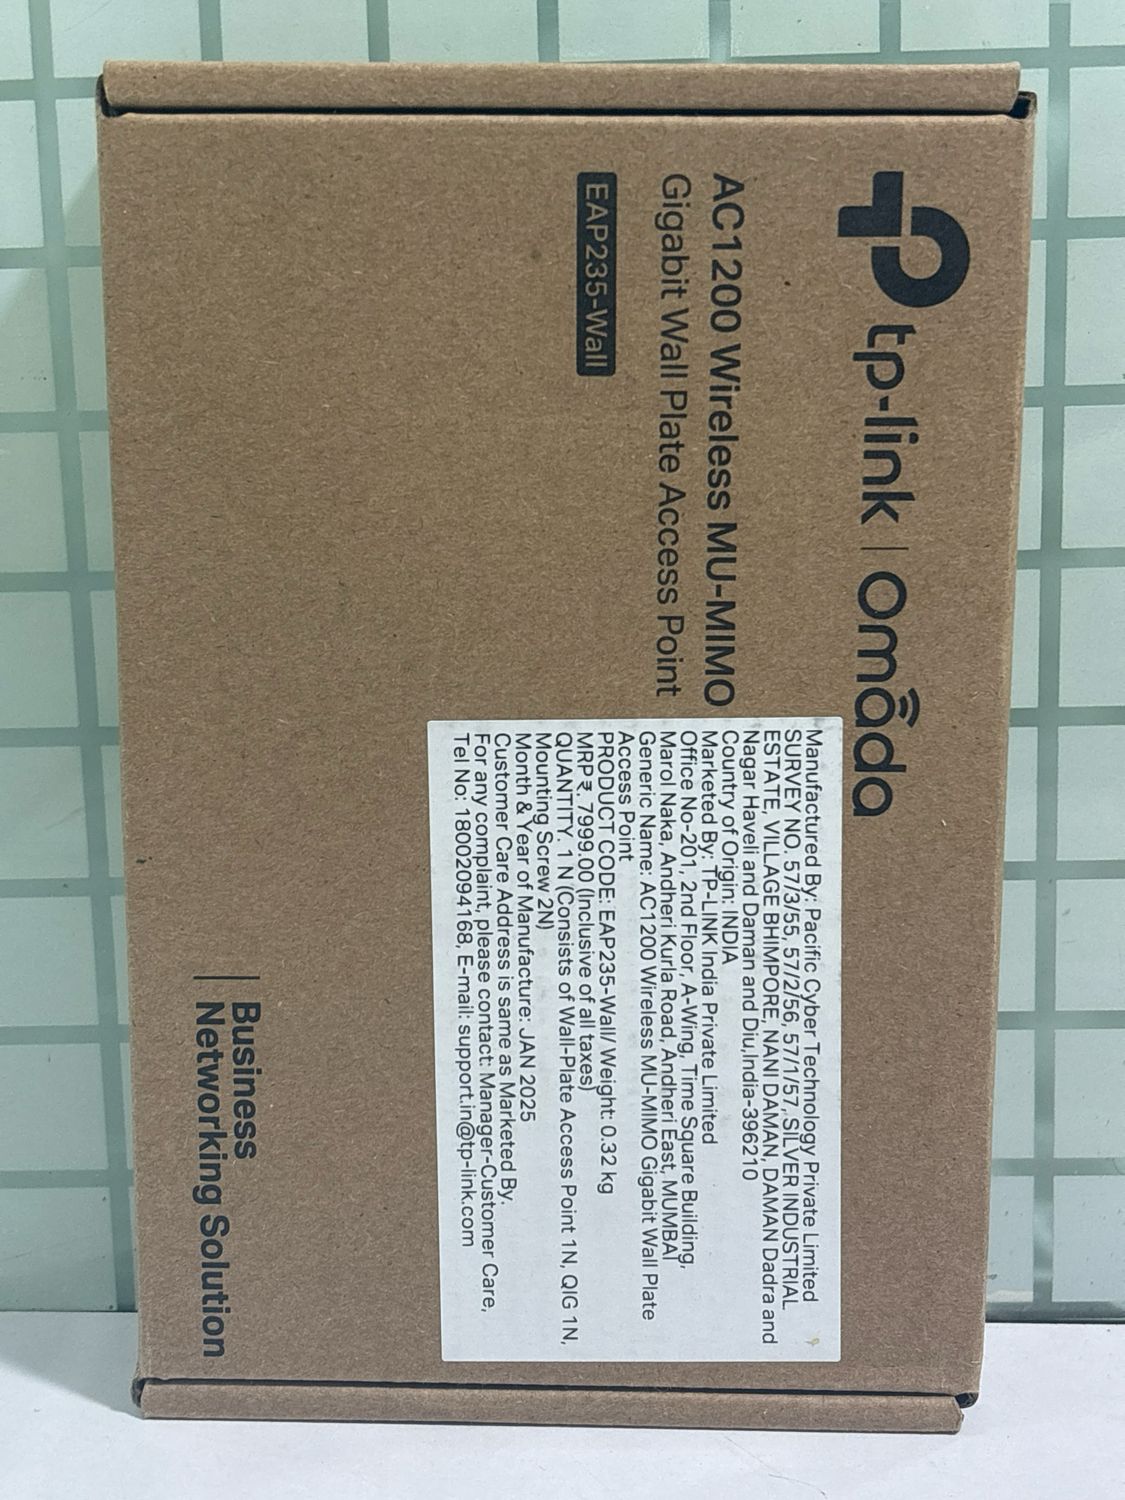 tp-link | omada
AC1200 Wireless MU-MIMO
Gigabit Wall Plate Access Point
EAP235-Wall
Manufactured By: Pacific Cyber Technology Private Limited
SURVEY NO, 57/3/55, 57/2/56, 57/1/57, SILVER INDUSTRIAL
ESTATE, VILLAGE BHIMPORE, NANI DAMAN, DAMAN Dadra and
Nagar Haveli and Daman and Diu,India-396210
Country of Origin: INDIA
Marketed By: TP-LINK India Private Limited
Office No-201, 2nd Floor, A-Wing, Time Square Building,
Marol Naka, Andheri Kurla Road, Andheri East, MUMBAI
Generic Name: AC1200 Wireless MU-MIMO Gigabit Wall Plate
Access Point
PRODUCT CODE: EAP235-Wall/ Weight: 0.32 kg
MRP₹. 7999.00 (Inclusive of all taxes)
QUANTITY. 1 N (Consists of Wall-Plate Access Point 1N, QIG 1N,
Mounting Screw 2N)
Month & Year of Manufacture: JAN 2025
Customer Care Address is same as Marketed By.
For any complaint, please contact: Manager-Customer Care,
Tel No: 18002094168, E-mail: support.in@tp-link.com
Business
Networking Solution